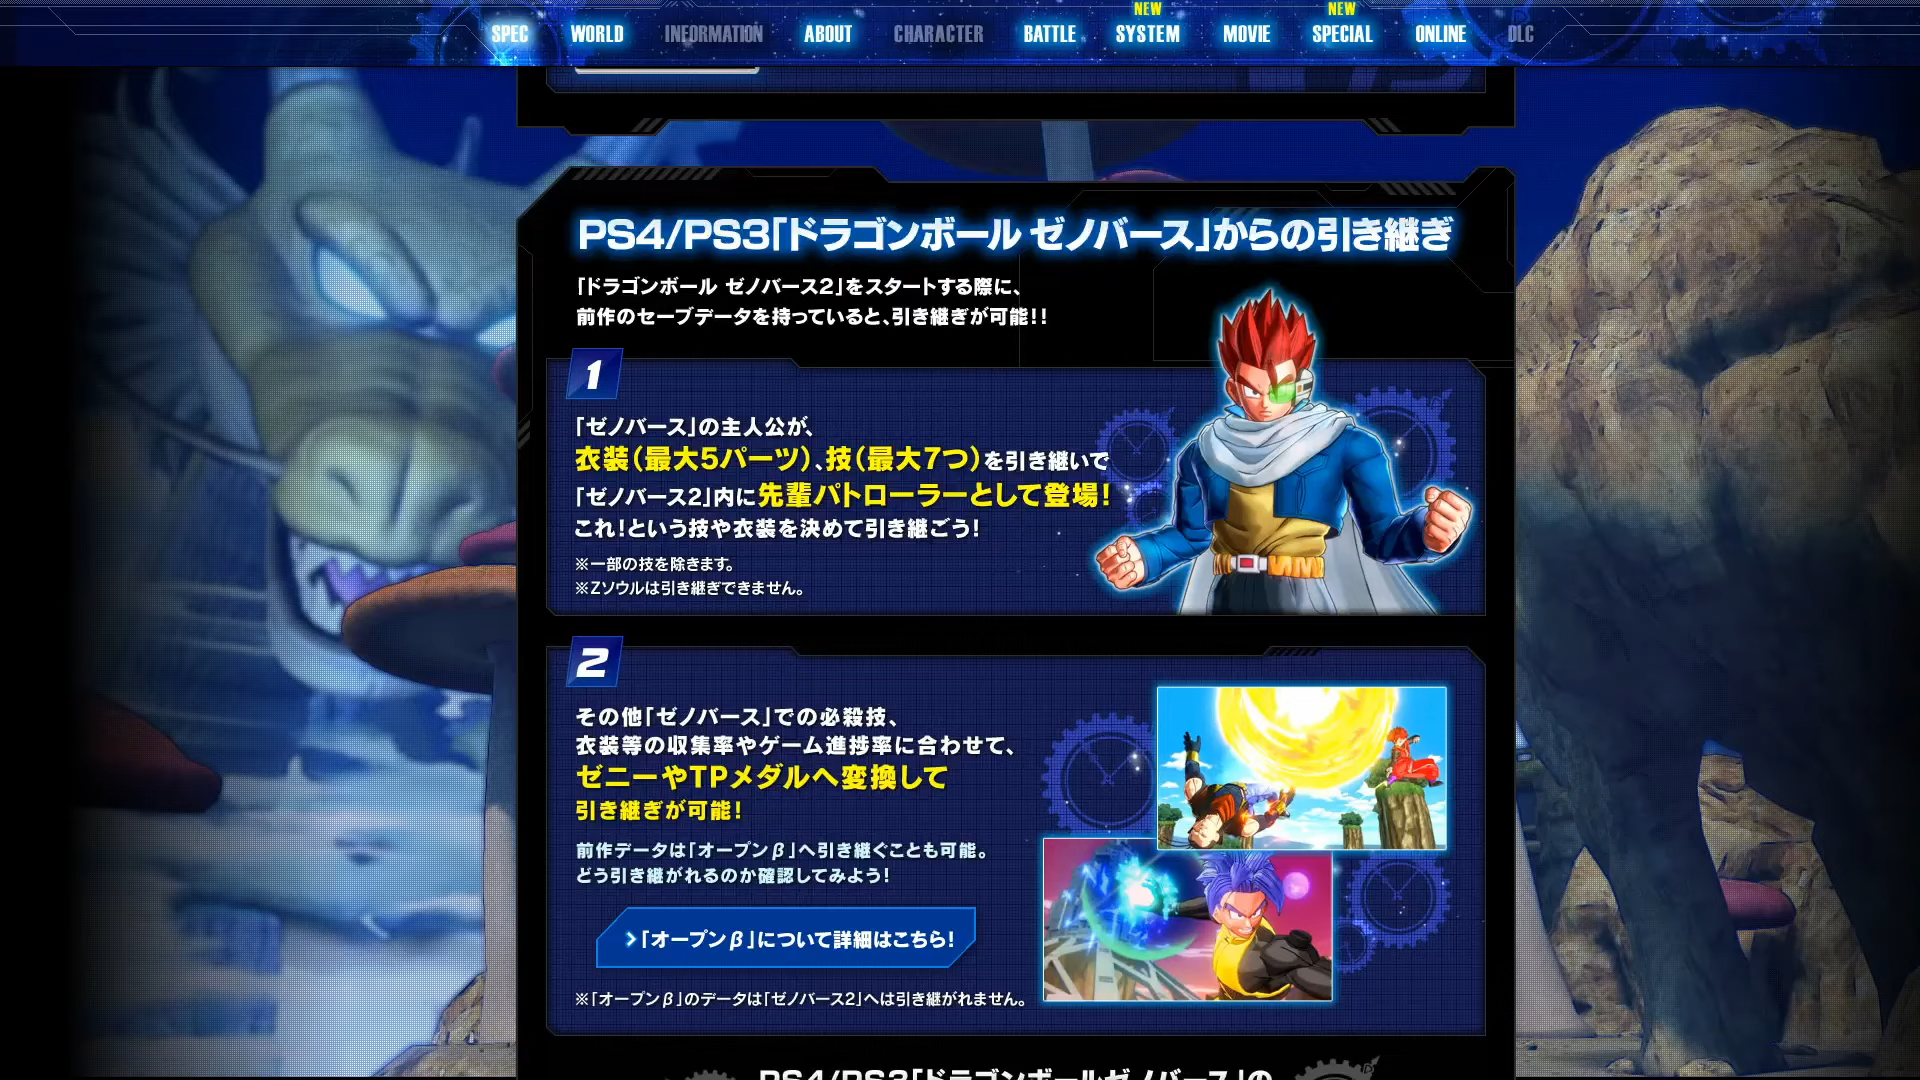 SPEC WORLD INFORMATION ABOUT CHARACTER BATTLE NEW SYSTEM MOVIE NEW SPECIAL ONLINE DLC
PS4/PS3「ドラゴンボール ゼノバース」からの引き継ぎ
「ドラゴンボール ゼノバース2」をスタートする際に、
前作のセーブデータを持っていると、引き継ぎが可能!!
1
「ゼノバース」の主人公が、
衣装(最大5パーツ)、技(最大7つ)を引き継いで
「ゼノバース2」内に先輩パトローラーとして登場!
これ!という技や衣装を決めて引き継ごう!
※一部の技を除きます。
※Zソウルは引き継ぎできません。
2
その他「ゼノバース」での必殺技、
衣装等の収集率やゲーム進捗率に合わせて、
ゼニーやTPメダルへ変換して
引き継ぎが可能!
前作データは「オープンβ」へ引き継ぐことも可能。
どう引き継がれるのか確認してみよう!
>「オープンβ」について詳細はこちら!
※「オープンβ」のデータは「ゼノバース2」へは引き継がれません。
PS4/PS3「ドラゴンボールゼノバース」の